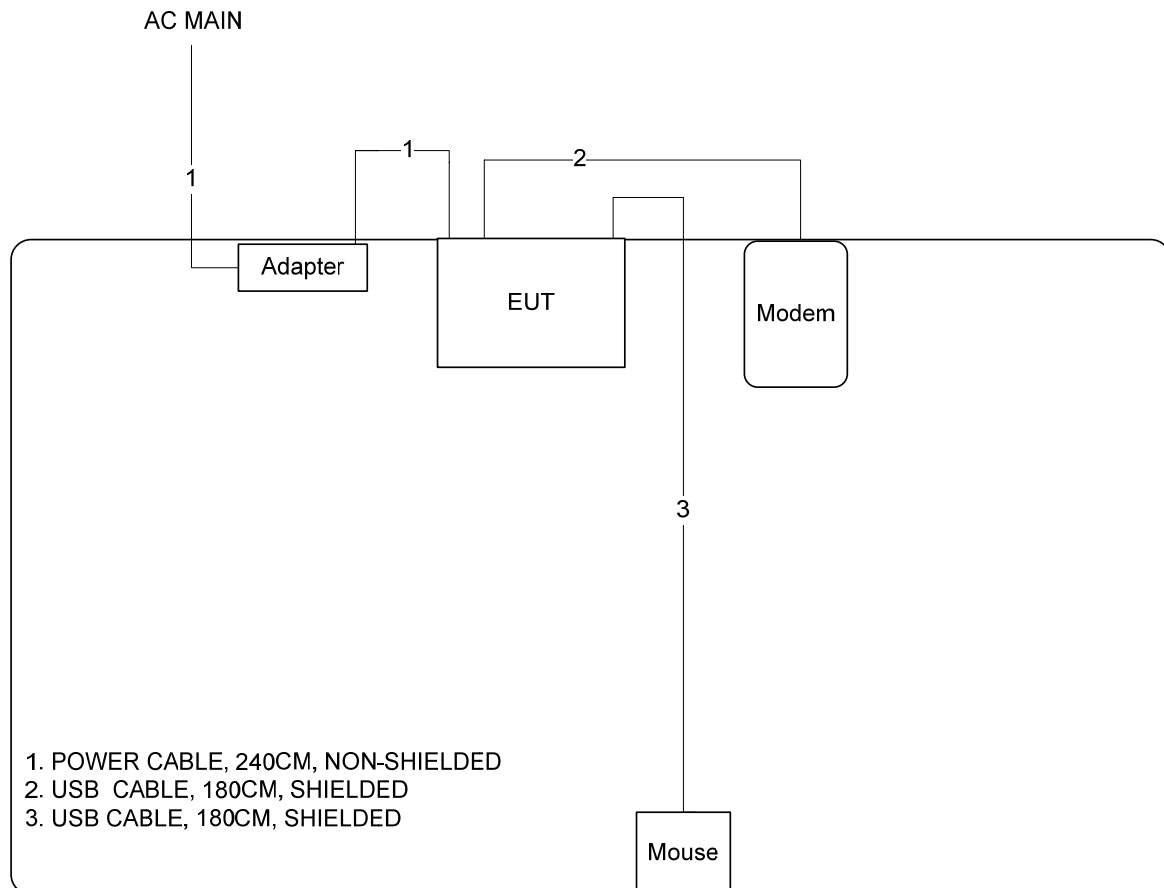 AC MAIN
1
2
1
Adapter
EUT
Modem
3
1. POWER CABLE, 240CM, NON-SHIELDED
2. USB  CABLE, 180CM, SHIELDED
3. USB CABLE, 180CM, SHIELDED
Mouse